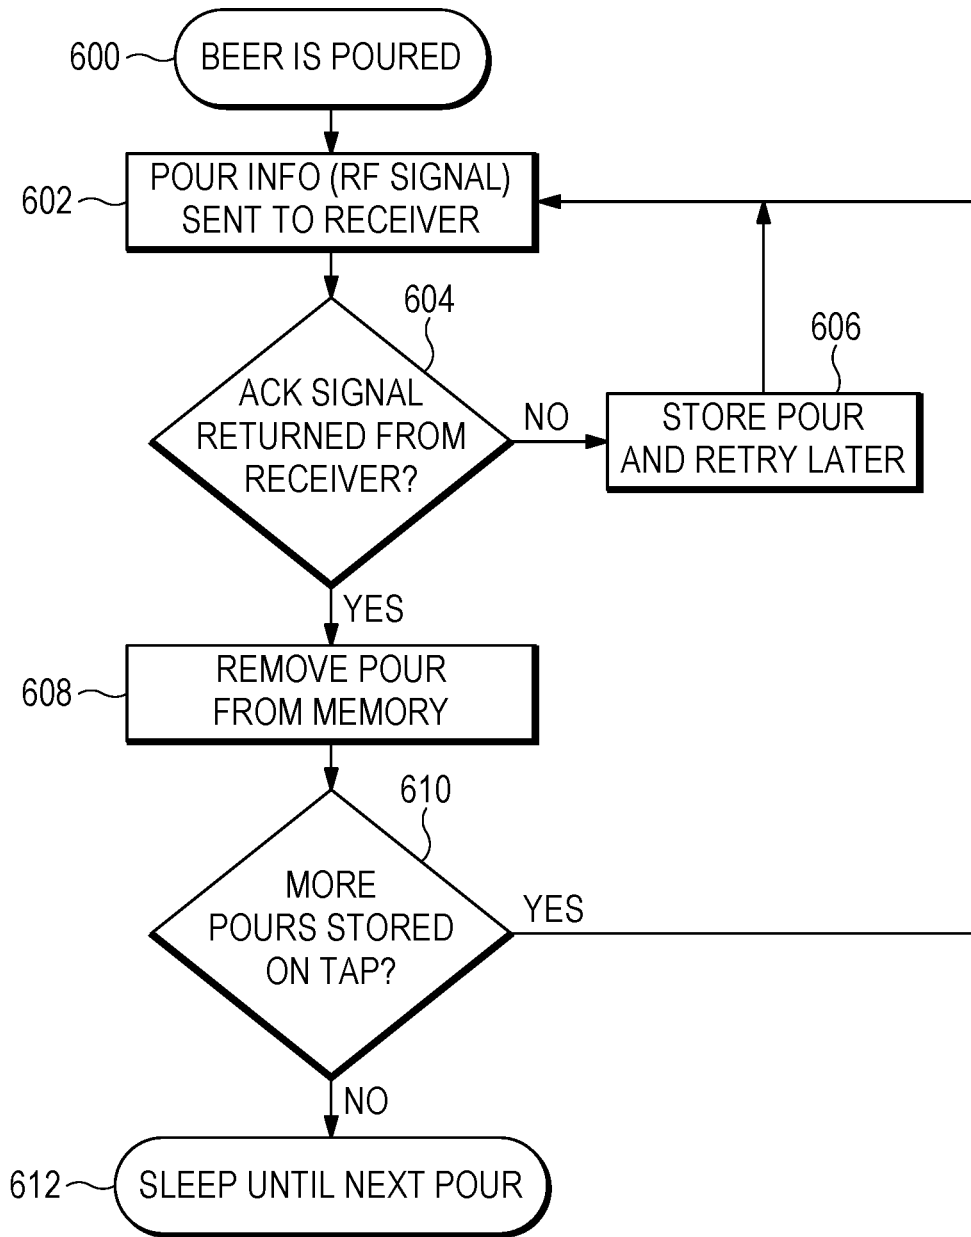 600
BEER IS POURED
602
POUR INFO (RF SIGNAL)
SENT TO RECEIVER
604
ACK SIGNAL
RETURNED FROM
RECEIVER?
NO
606
STORE POUR
AND RETRY LATER
YES
608
REMOVE POUR
FROM MEMORY
610
MORE
POURS STORED
ON TAP?
YES
NO
612
SLEEP UNTIL NEXT POUR